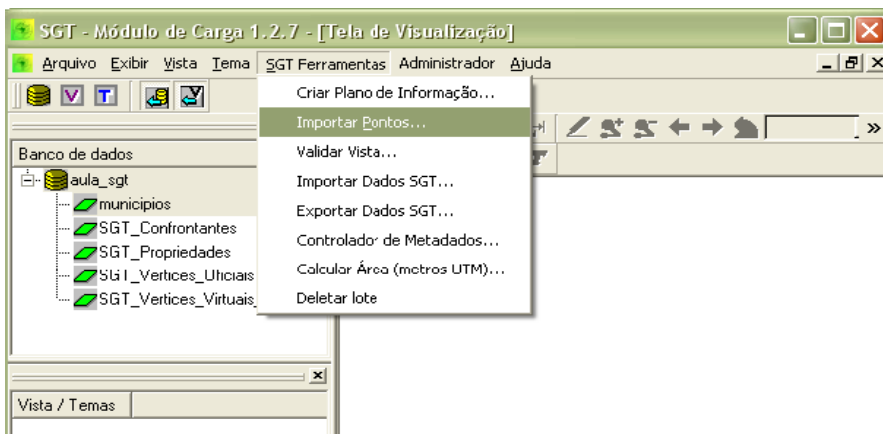 SGT - Módulo de Carga 1.2.7 - [Tela de Visualização]
Arquivo Exibir Vista Tema SGT Ferramentas Administrador Ajuda
V T
Criar Plano de Informação...
Importar Pontos...
Validar Vista...
Importar Dados SGT...
Exportar Dados SGT...
Controlador de Metadados...
Calcular Área (metros UTM)...
Deletar lote
Banco de dados
aula_sgt
municipios
SGT_Confrontantes
SGT_Propriedades
SGT_Vertices_Oficiais
SGT_Vertices_Virtuais_
Vista / Temas